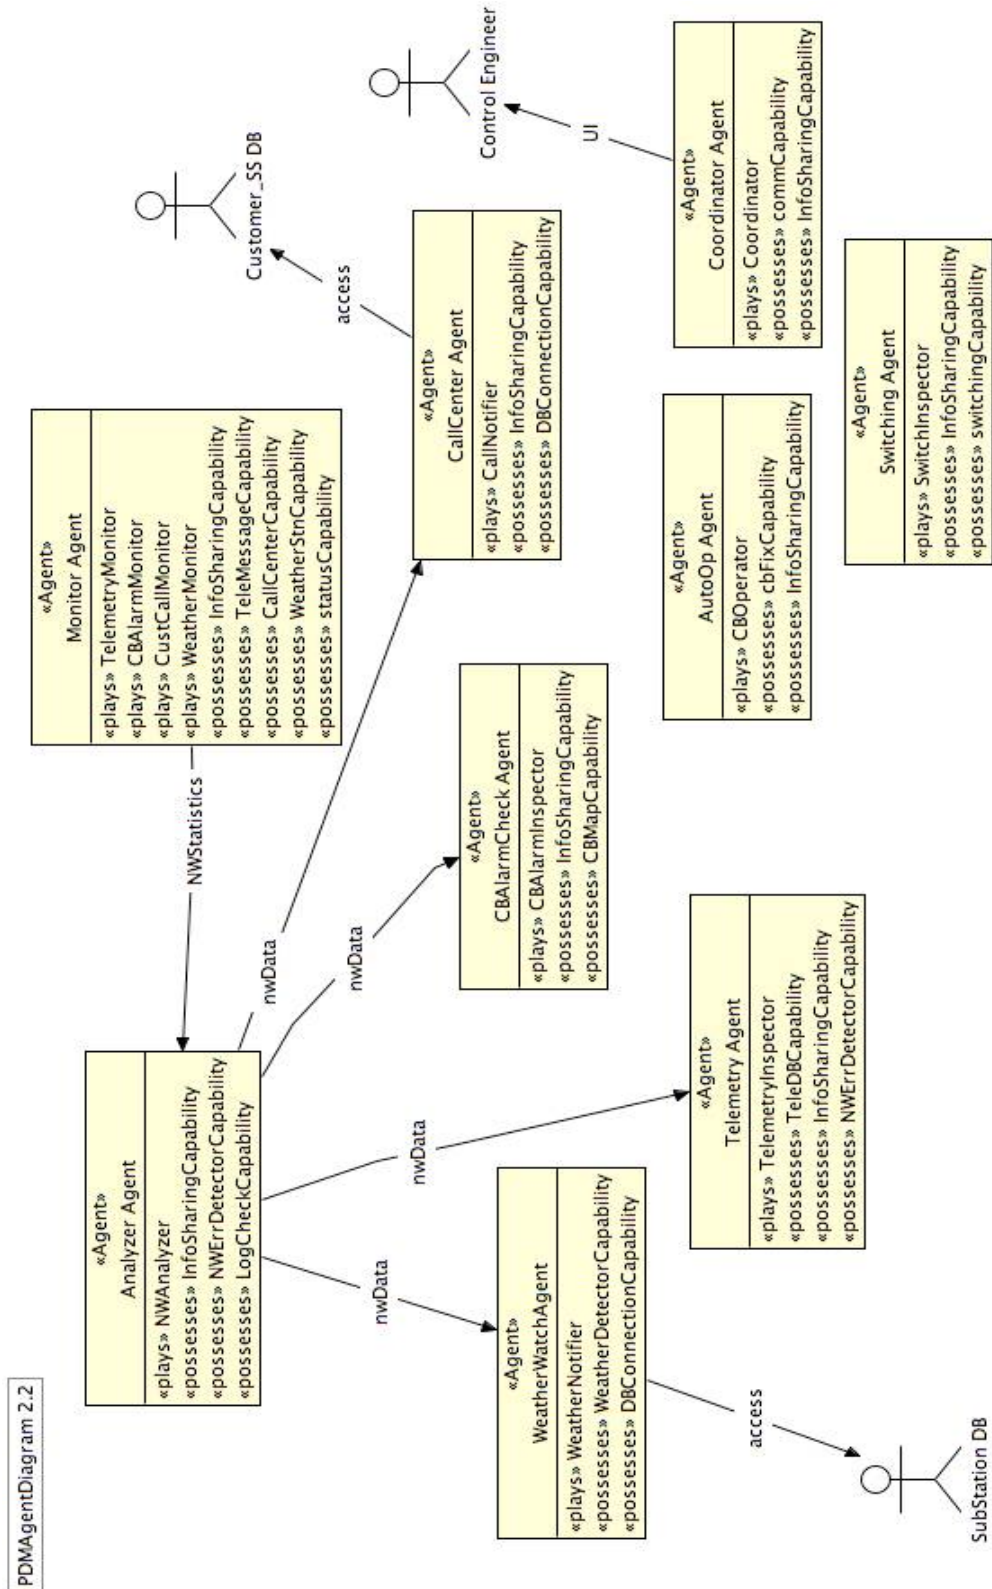 PDMAgentDiagram 2.2
«Agent»
Analyzer Agent
«plays» NWAnalyzer
«possesses» InfoSharingCapability
«possesses» NWErrDetectorCapability
«possesses» LogCheckCapability
NWStatistics
«Agent»
Monitor Agent
«plays» TelemetryMonitor
«plays» CBAlarmMonitor
«plays» CustCallMonitor
«plays» WeatherMonitor
«possesses» InfoSharingCapability
«possesses» TeleMessageCapability
«possesses» CallCenterCapability
«possesses» WeatherStnCapability
«possesses» statusCapability
Customer_SS DB
access
nwData
nwData
nwData
nwData
«Agent»
WeatherWatchAgent
«plays» WeatherNotifier
«possesses» WeatherDetectorCapability
«possesses» DBConnectionCapability
«Agent»
CBAlarmCheck Agent
«plays» CBAlarmInspector
«possesses» InfoSharingCapability
«possesses» CBMapCapability
«Agent»
CallCenter Agent
«plays» CallNotifier
«possesses» InfoSharingCapability
«possesses» DBConnectionCapability
Control Engineer
UI
«Agent»
Telemetry Agent
«plays» TelemetryInspector
«possesses» TeleDBCapability
«possesses» InfoSharingCapability
«possesses» NWErrDetectorCapability
«Agent»
AutoOp Agent
«plays» CBOperator
«possesses» cbFixCapability
«possesses» InfoSharingCapability
«Agent»
Coordinator Agent
«plays» Coordinator
«possesses» commCapability
«possesses» InfoSharingCapability
access
SubStation DB
«Agent»
Switching Agent
«plays» SwitchInspector
«possesses» InfoSharingCapability
«possesses» switchingCapability